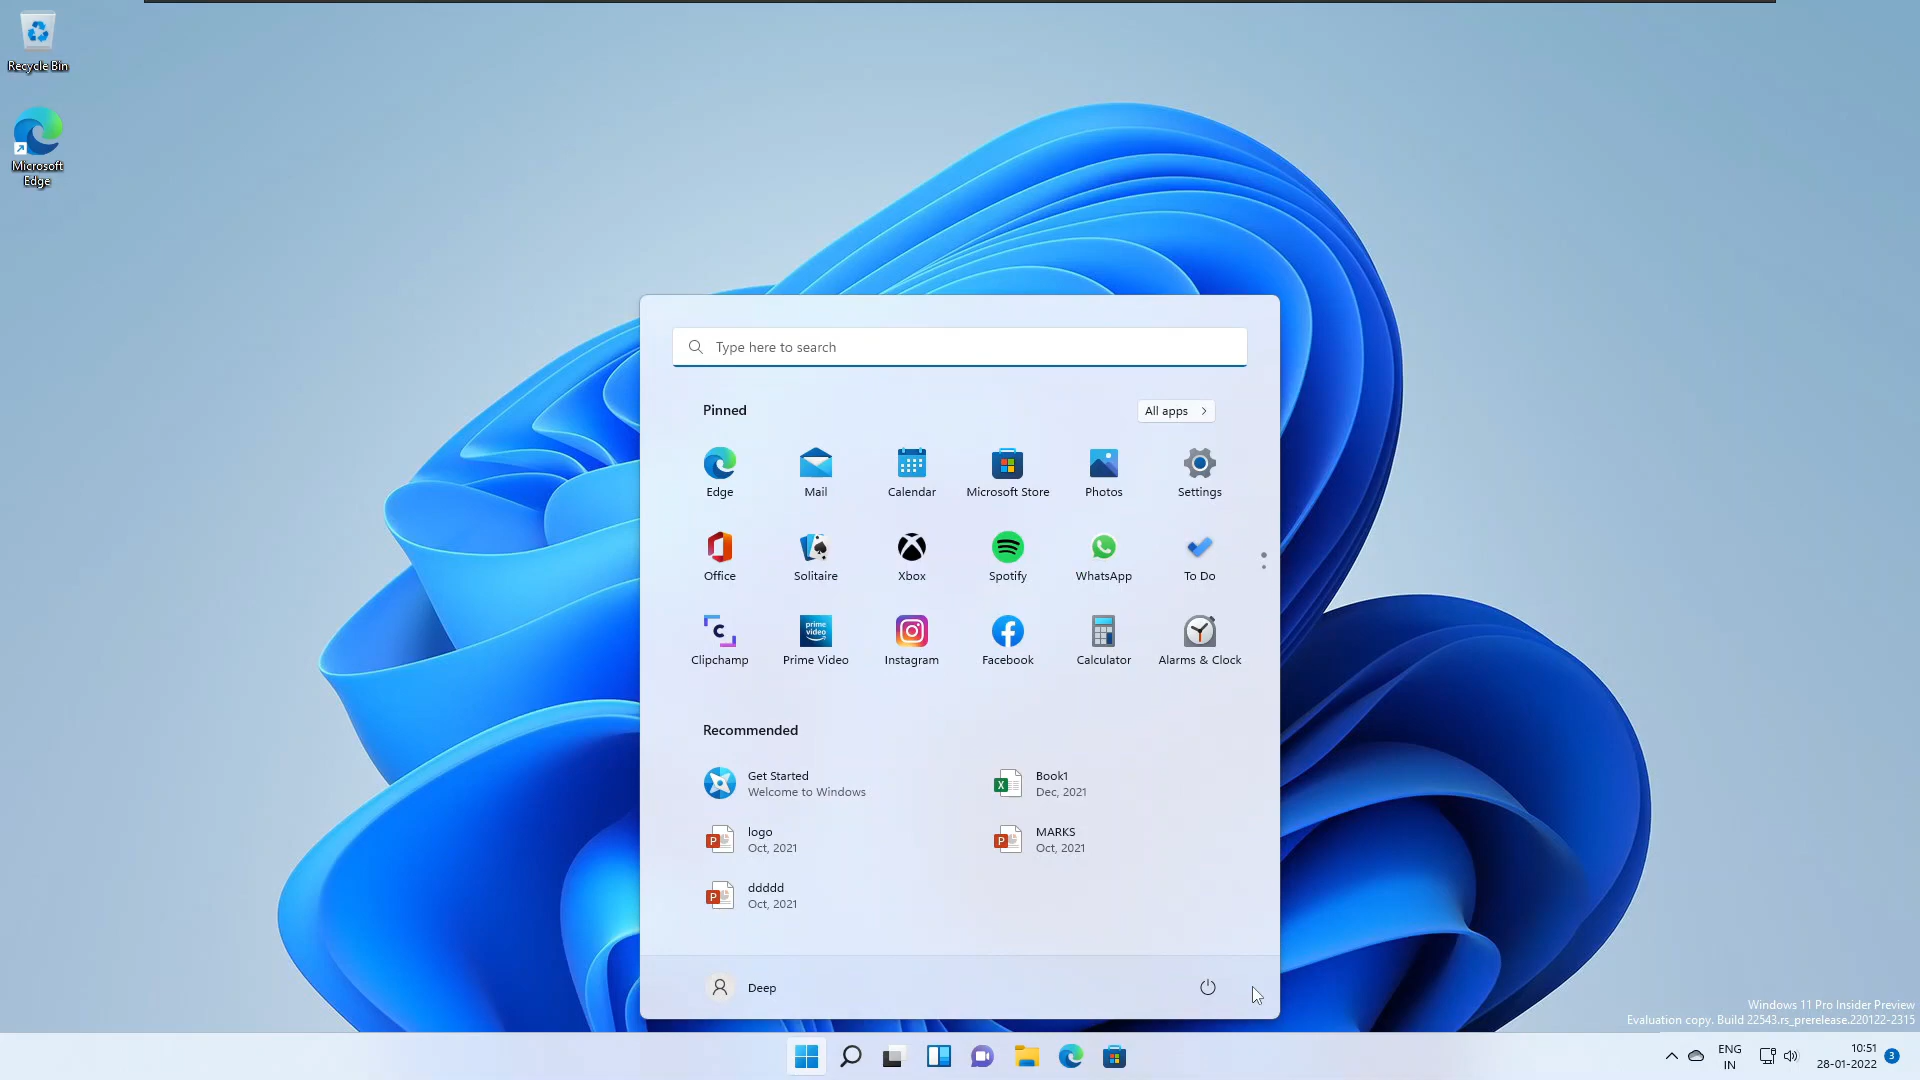 Recycle Bin
Microsoft
Edge
Type here to search
Pinned
All apps
Edge
Mail
Calendar
Microsoft Store
Photos
Settings
Office
Solitaire
Xbox
Spotify
WhatsApp
To Do
C
prime
video
Clipchamp
Prime Video
Instagram
Facebook
Calculator
Alarms & Clock
Recommended
Get Started
Welcome to Windows
X
Book1
Dec, 2021
P
logo
Oct, 2021
P
MARKS
Oct, 2021
P
ddddd
Oct, 2021
Deep
Windows 11 Pro Insider Preview
Evaluation copy. Build 22543.rs_prerelease.220122-2315
ENG
IN
10:51
28-01-2022
3